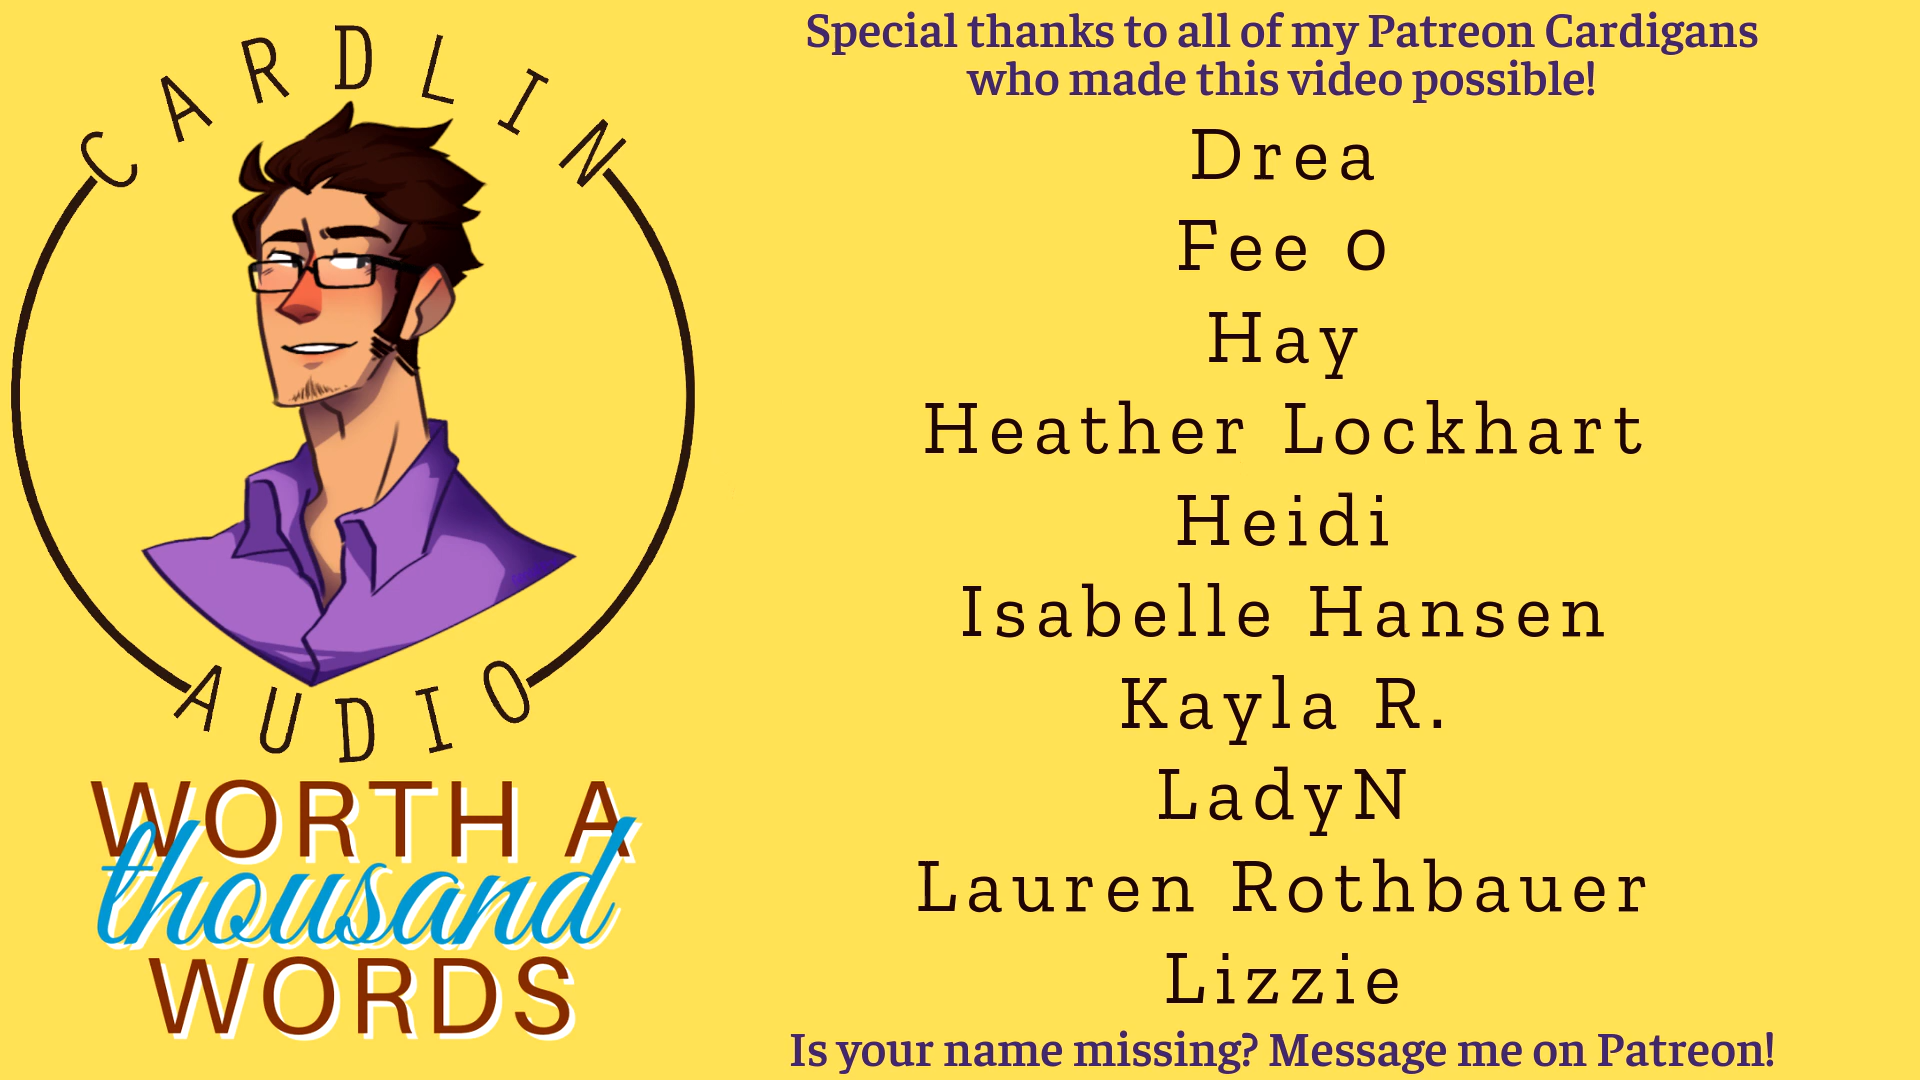 CARDLIN
AUDIO
WORTH A
thousand
WORDS
Special thanks to all of my Patreon Cardigans
who made this video possible!
Drea
Fee O
Hay
Heather Lockhart
Heidi
Isabelle Hansen
Kayla R.
LadyN
Lauren Rothbauer
Lizzie
Is your name missing? Message me on Patreon!